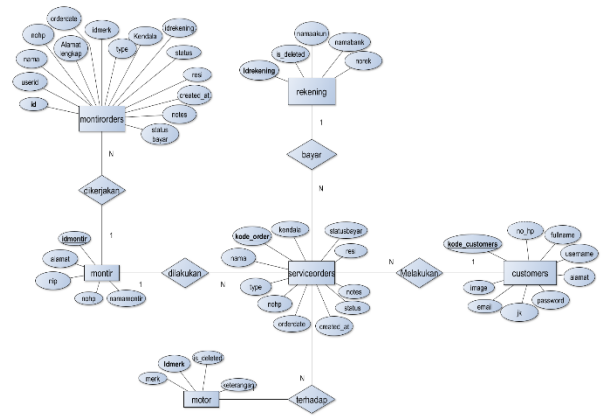 ordercate
idmerk
Kendala
idrekening
nohp
Alamat
lengkap
type
status
nama
resi
userid
created_at
id
notes
status
bayar
montirorders
N
dikerjakan
1
namaakun
is_deleted
namabank
Idrekening
norek
rekening
1
bayar
N
idmontir
alamat
nip
nohp
namamontir
montir
1
dilakukan
N
kode_order
kendala
statusbayar
nama
res
type
nohp
notes
status
ordercate
created_at
serviceorders
N
Melakukan
1
kode_customers
no_hp
fullname
username
alamat
image
email
jk
password
customers
N
terhadap
Idmerk
is_deleted
merk
keterangan
motor